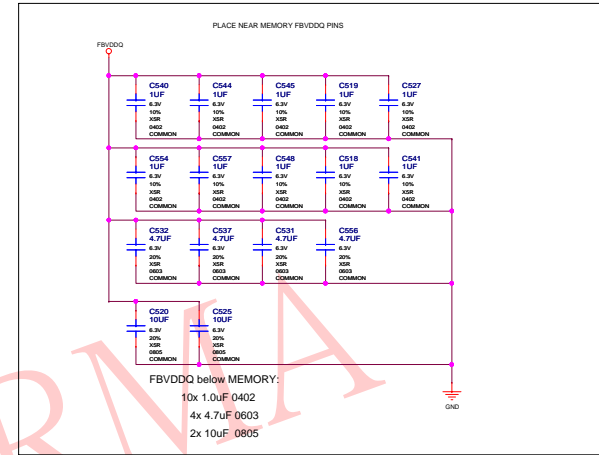 PLACE NEAR MEMORY FBVDDQ PINS
FBVDDQ
C540 C544 C545 C519 C527
1UF 1UF 1UF 1UF 1UF
6.3V 6.3V 6.3V 6.3V 6.3V
10% 10% 10% 10% 10%
X5R X5R X5R X5R X5R
0402 0402 0402 0402 0402
COMMON COMMON COMMON COMMON COMMON
C554 C557 C548 C518 C541
1UF 1UF 1UF 1UF 1UF
6.3V 6.3V 6.3V 6.3V 6.3V
10% 10% 10% 10% 10%
X5R X5R X5R X5R X5R
0402 0402 0402 0402 0402
COMMON COMMON COMMON COMMON COMMON
C532 C537 C531 C556
4.7UF 4.7UF 4.7UF 4.7UF
6.3V 6.3V 6.3V 6.3V
20% 20% 20% 20%
X5R X5R X5R X5R
0603 0603 0603 0603
COMMON COMMON COMMON COMMON
C520 C525
10UF 10UF
6.3V 6.3V
20% 20%
X5R X5R
0805 0805
COMMON COMMON
FBVDDQ below MEMORY:
10x 1.0uF 0402
4x 4.7uF 0603
2x 10uF 0805
GND
RMA